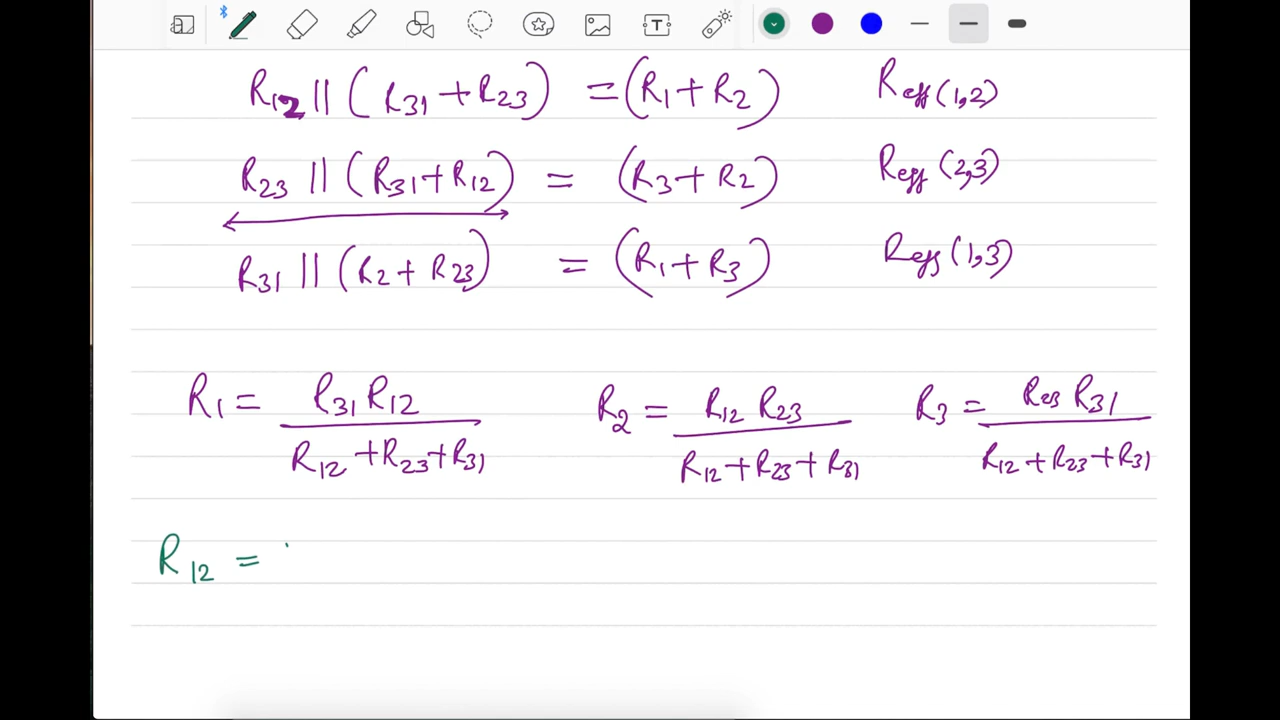 R12 || (R31 + R23) = (R1 + R2) Reff(1,2)
R23 || (R31 + R12) = (R3 + R2) Reff (2,3)
R31 || (R2 + R23) = (R1 + R3) Reff (1,3)
R1 = R31 R12 / R12 + R23 + R31 R2 = R12 R23 / R12 + R23 + R31 R3 = R23 R31 / R12 + R23 + R31
R12 =